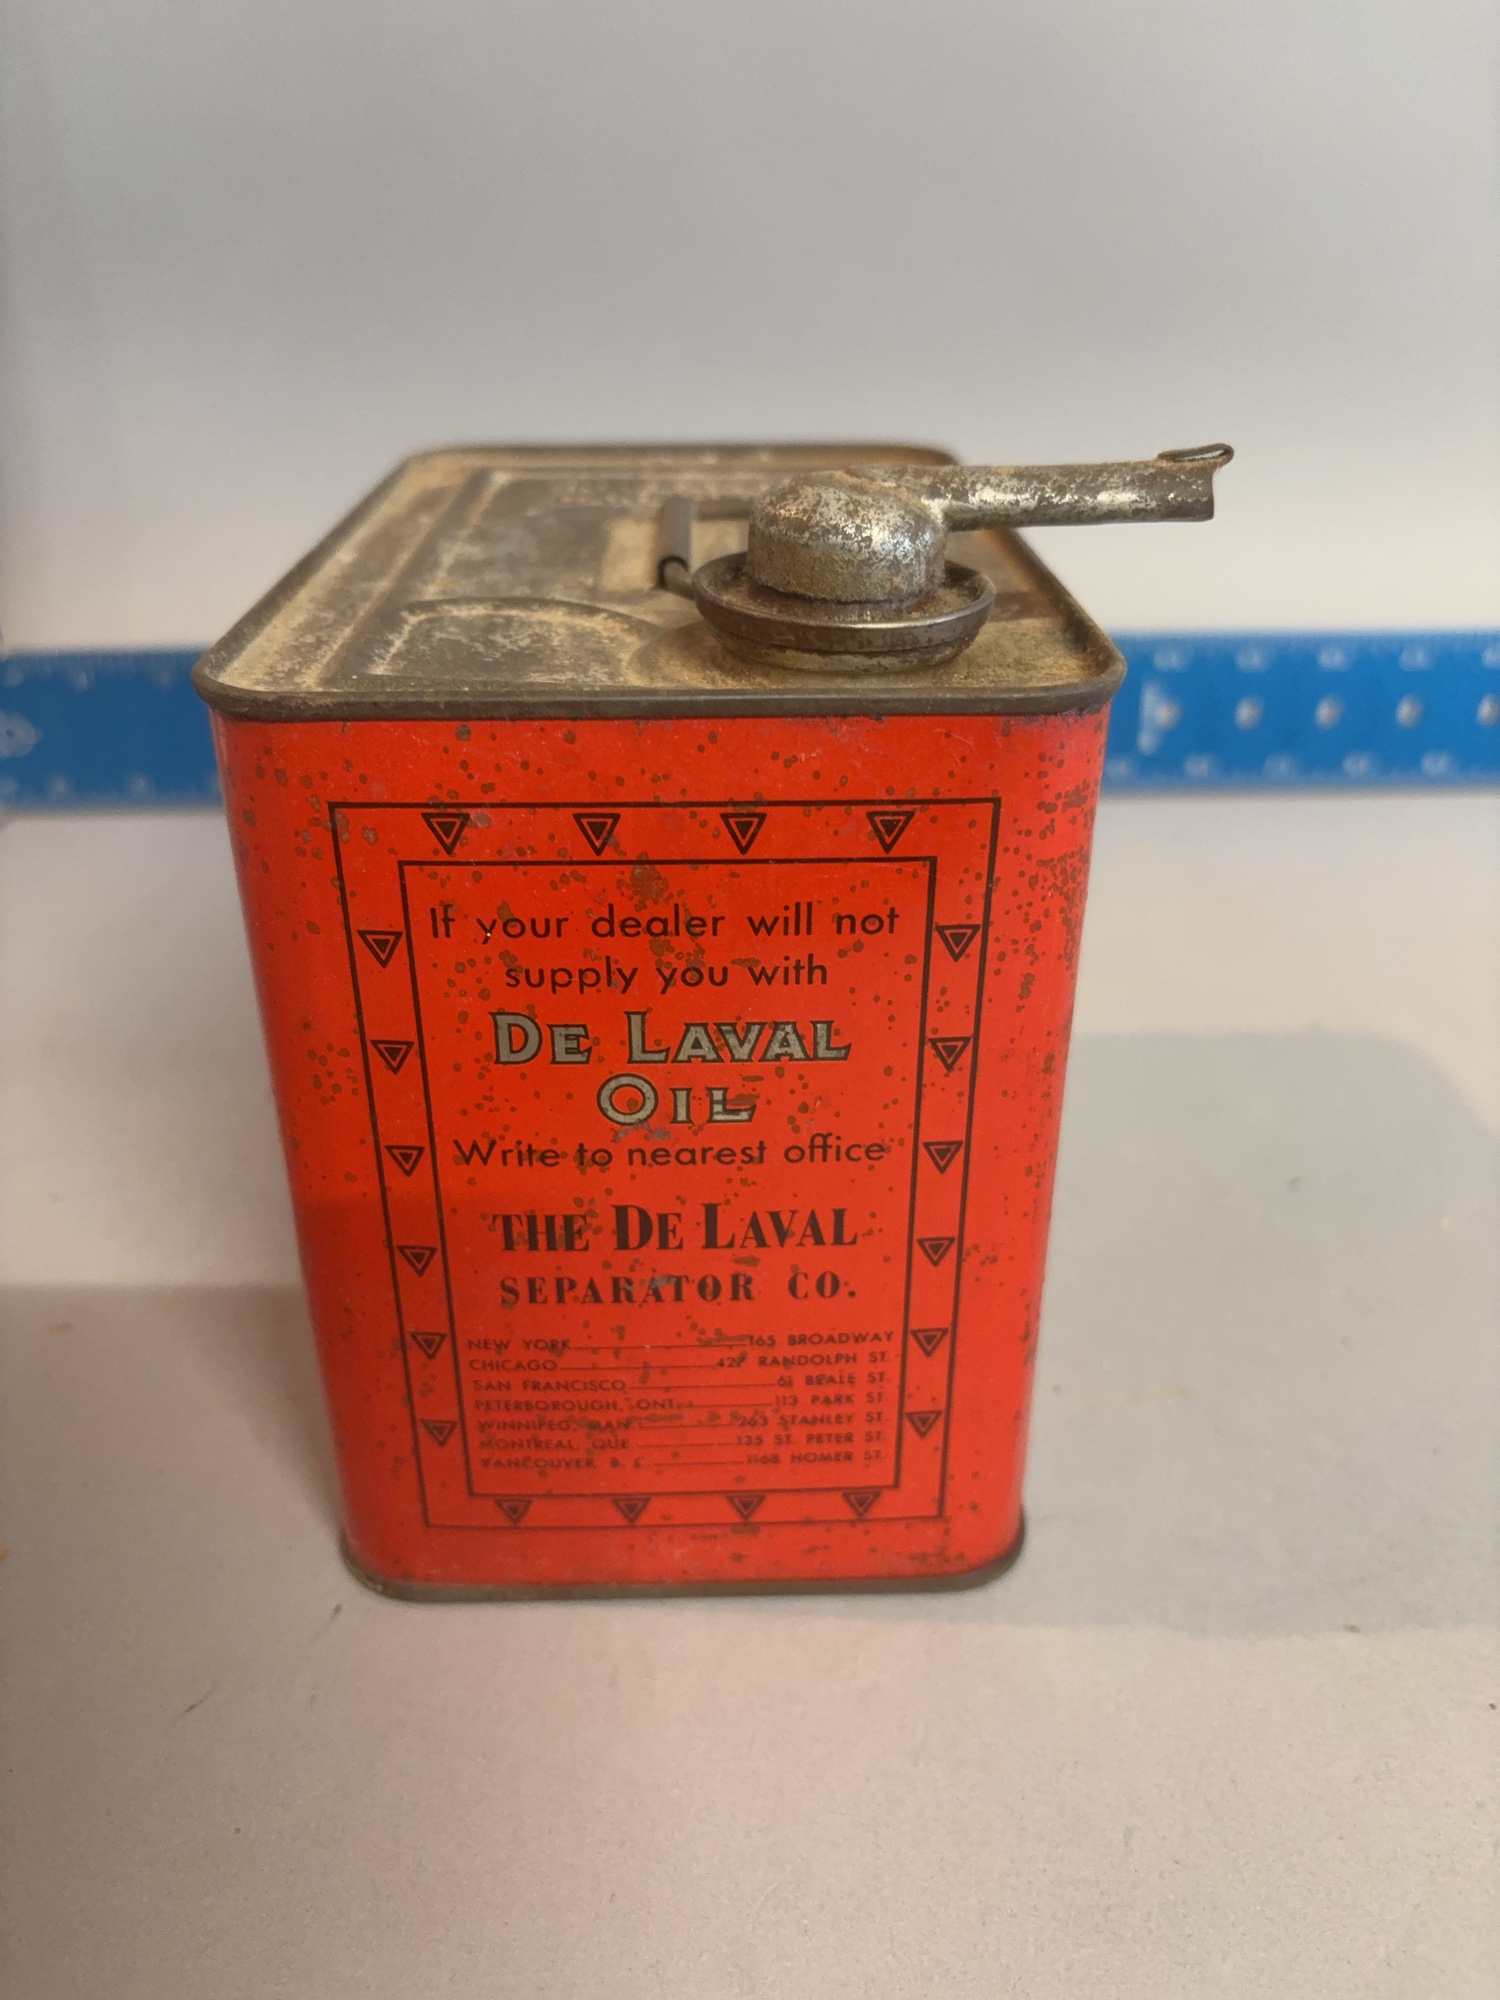 If your dealer will not
supply you with
DE LAVAL
OIL
Write to nearest office
THE DE LAVAL
SEPARATOR CO.
NEW YORK 165 BROADWAY
CHICAGO 427 RANDOLPH ST.
SAN FRANCISCO 61 BEALE ST.
PETERBOROUGH, ONT. 113 PARK ST.
WINNIPEG, MAN. 263 STANLEY ST.
MONTREAL, QUE. 135 ST. PETER ST.
VANCOUVER B. C. 1168 HOMER ST.